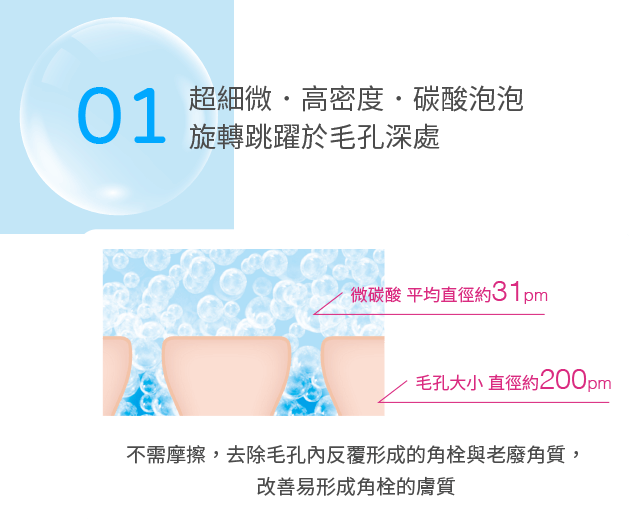 01
超細微・高密度・碳酸泡泡
旋轉跳躍於毛孔深處
微碳酸 平均直徑約31pm
毛孔大小 直徑約200pm
不需摩擦，去除毛孔內反覆形成的角栓與老廢角質，
改善易形成角栓的膚質